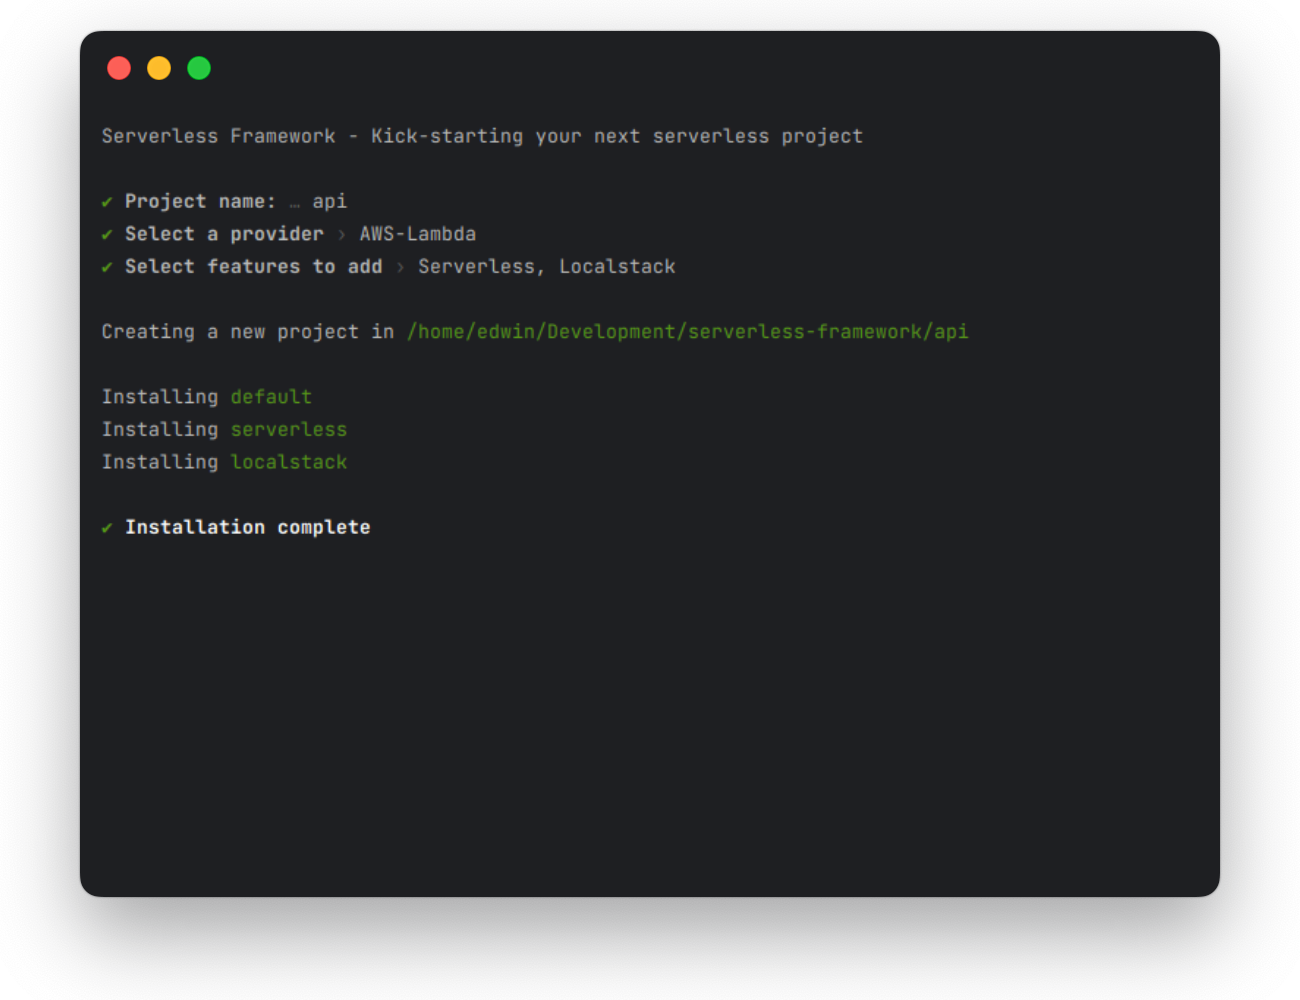 Serverless Framework - Kick-starting your next serverless project
✔ Project name: … api
✔ Select a provider › AWS-Lambda
✔ Select features to add › Serverless, Localstack
Creating a new project in /home/edwin/Development/serverless-framework/api
Installing default
Installing serverless
Installing localstack
✔ Installation complete